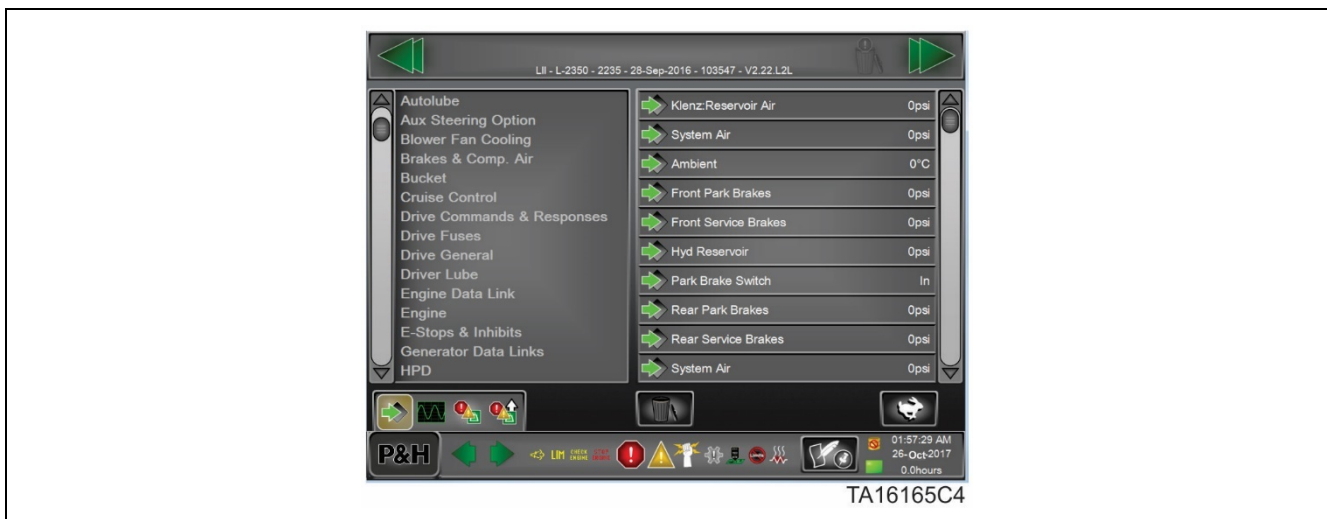 LII - L-2350 - 2235 - 28-Sep-2016 - 103547 - V2.22.L2L
Autolube
Aux Steering Option
Blower Fan Cooling
Brakes & Comp. Air
Bucket
Cruise Control
Drive Commands & Responses
Drive Fuses
Drive General
Driver Lube
Engine Data Link
Engine
E-Stops & Inhibits
Generator Data Links
HPD
Klenz:Reservoir Air 0psi
System Air 0psi
Ambient 0°C
Front Park Brakes 0psi
Front Service Brakes 0psi
Hyd Reservoir 0psi
Park Brake Switch In
Rear Park Brakes 0psi
Rear Service Brakes 0psi
System Air 0psi
P&H
LIM
CHECK ENGINE
STOP ENGINE
01:57:29 AM
26-Oct-2017
0.0hours
TA16165C4